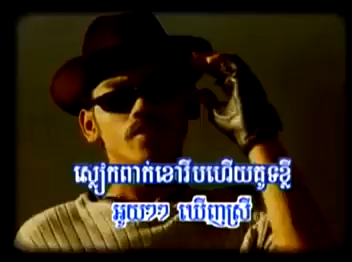 ស្លៀកពាក់ខោរឹបហើយគូទខ្លី
អូយៗៗ ឃើញស្រី